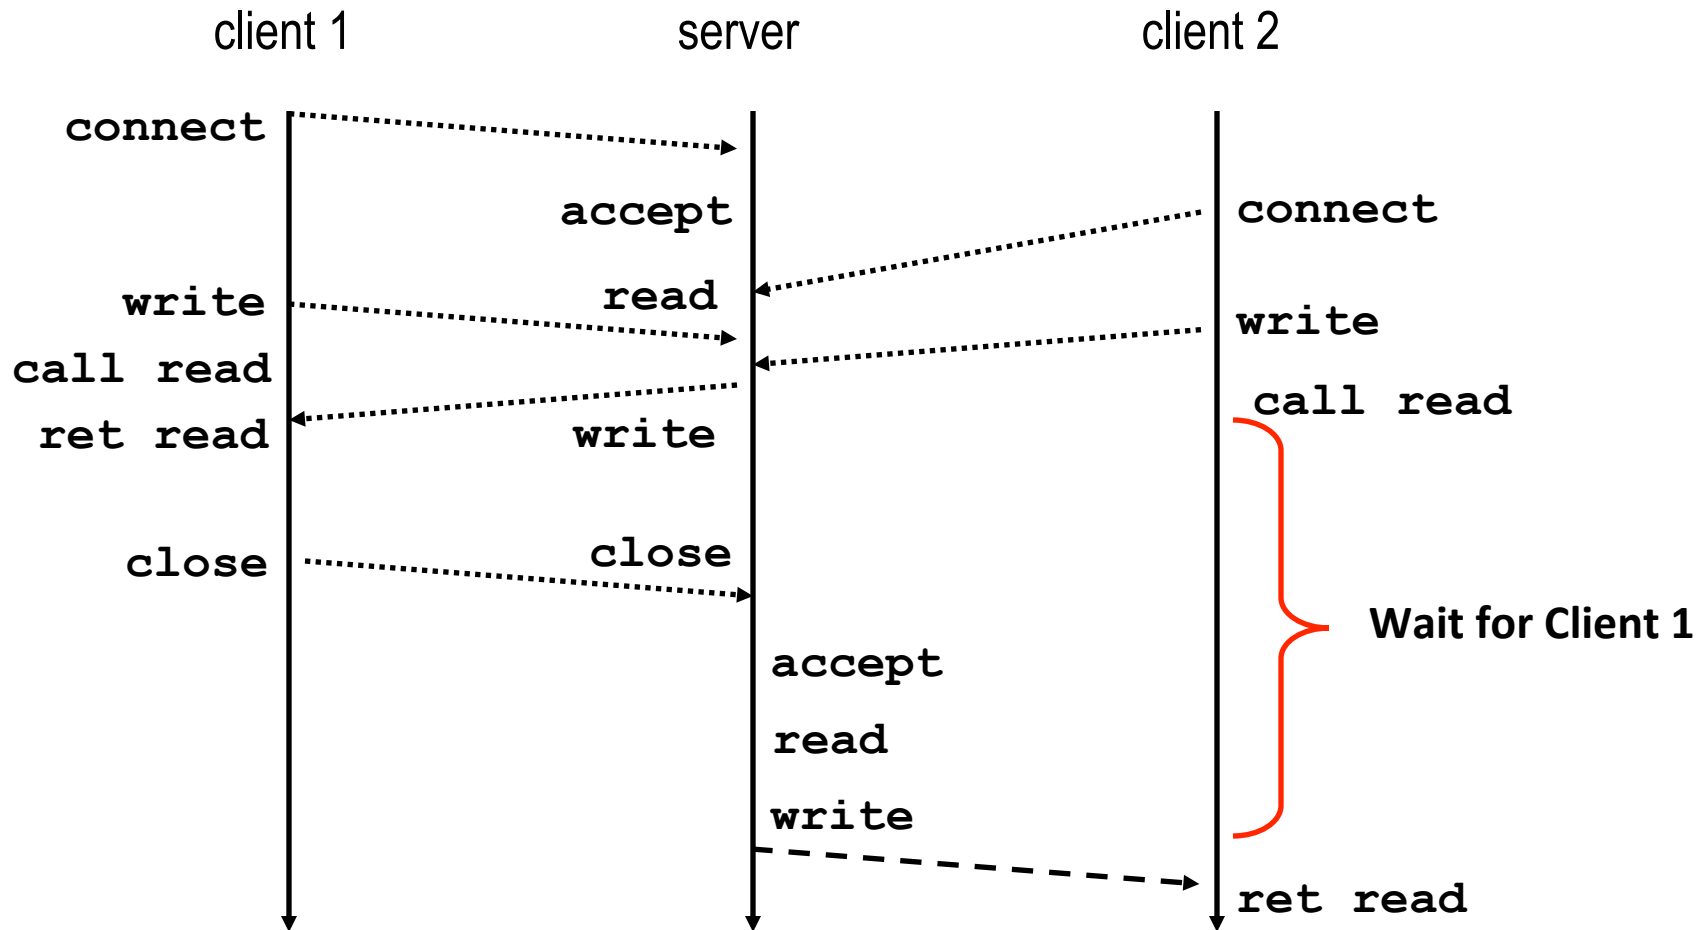 client 1
server
client 2
connect
accept
connect
write
read
write
call read
call read
ret read
write
close
close
Wait for Client 1
accept
read
write
ret read